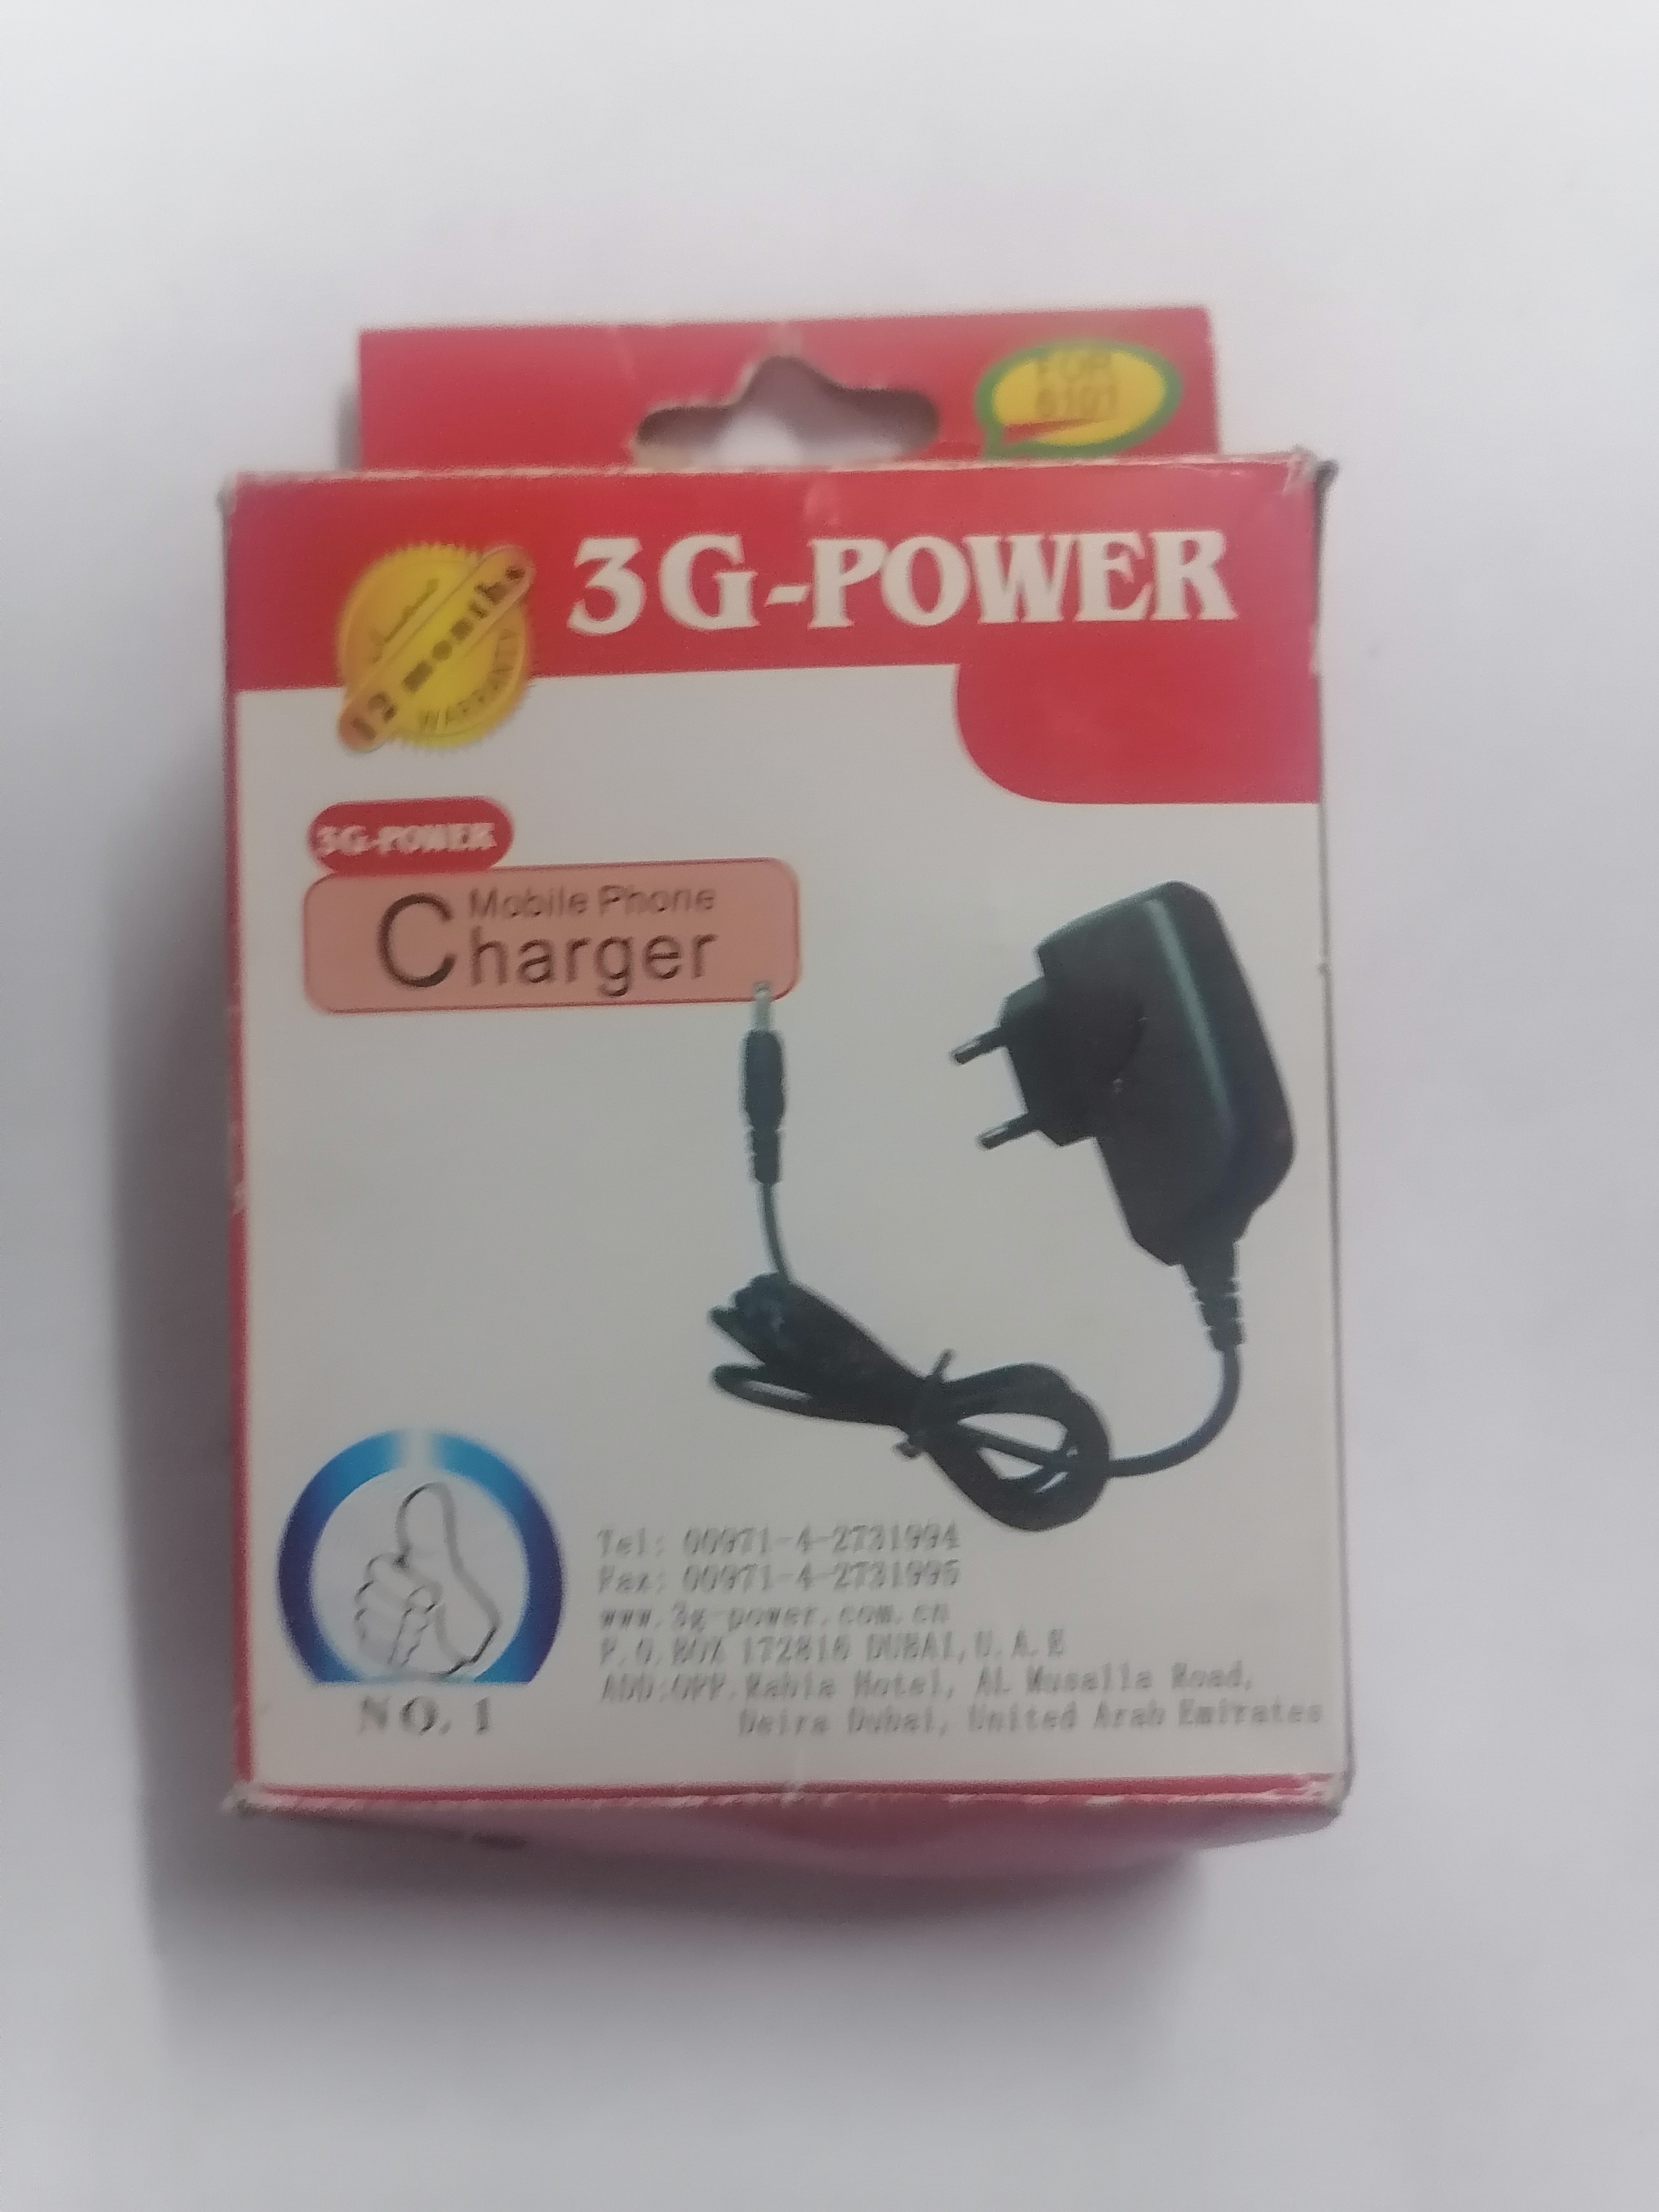 FOR
6101
3G-POWER
12 months
WARRANTY
3G-POWER
Mobile Phone
Charger
Tel: 00971-4-2731994
Fax: 00971-4-2731995
www.3g-power.com.cn
P.O.BOX 172816 DUBAI,U.A.E
ADD:OPP.Rabia Hotel, AL Musalla Road,
Deira Dubai, United Arab Emirates
NO.1